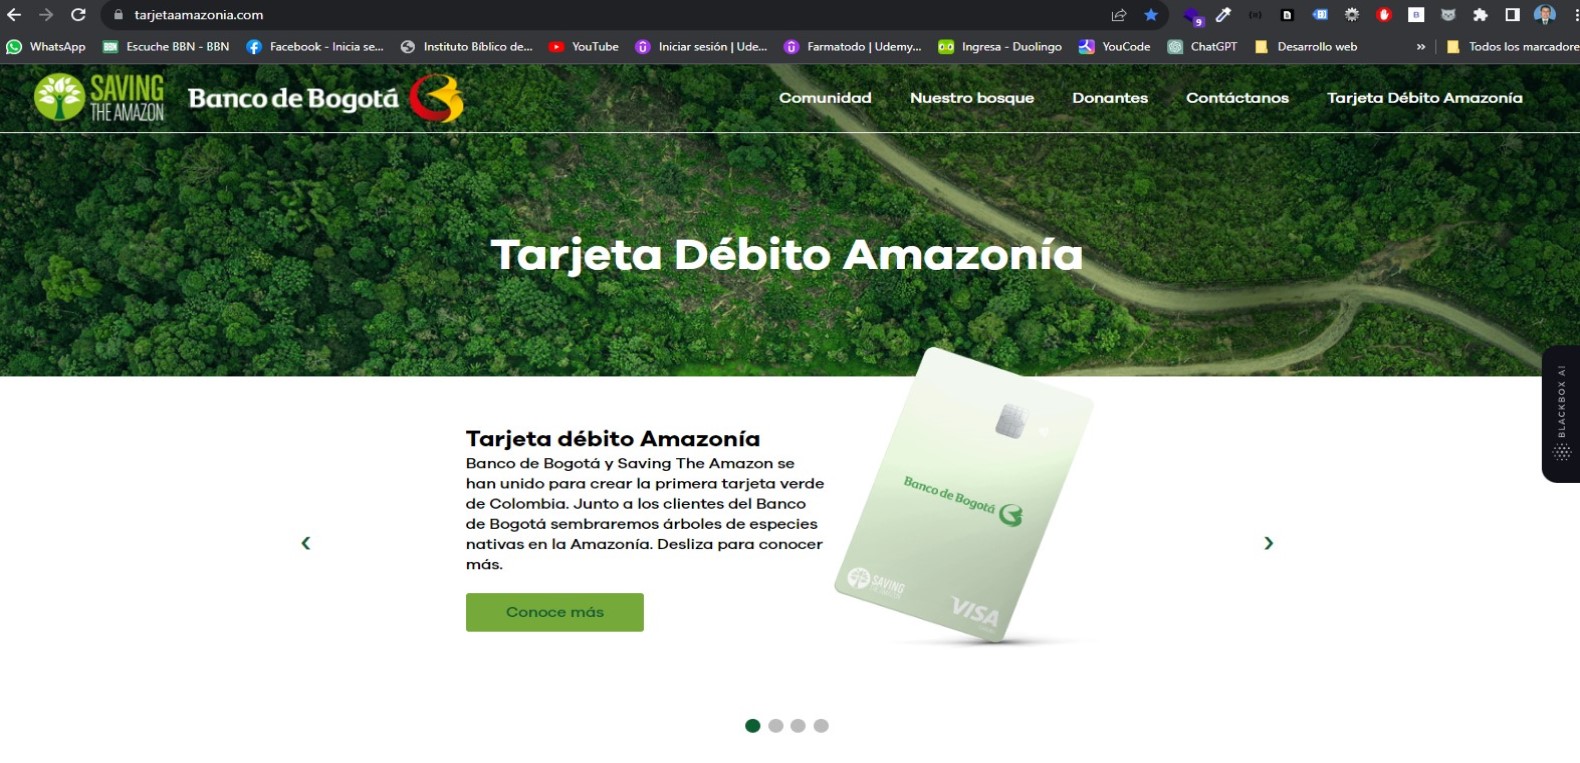 tarjetaamazonia.com
9
WhatsApp
Escuche BBN - BBN
Facebook - Inicia se...
Instituto Bíblico de...
YouTube
Iniciar sesión | Ude...
Farmatodo | Udemy...
Ingresa - Duolingo
YouCode
ChatGPT
Desarrollo web
»
Todos los marcadore
SAVING
THE AMAZON
Banco de Bogotá
Comunidad
Nuestro bosque
Donantes
Contáctanos
Tarjeta Débito Amazonía
Tarjeta Débito Amazonía
BLACKBOX AI
Tarjeta débito Amazonía
Banco de Bogotá y Saving The Amazon se
han unido para crear la primera tarjeta verde
de Colombia. Junto a los clientes del Banco
de Bogotá sembraremos árboles de especies
nativas en la Amazonía. Desliza para conocer
más.
Conoce más
Banco de Bogotá
SAVING
THE AMAZON
VISA